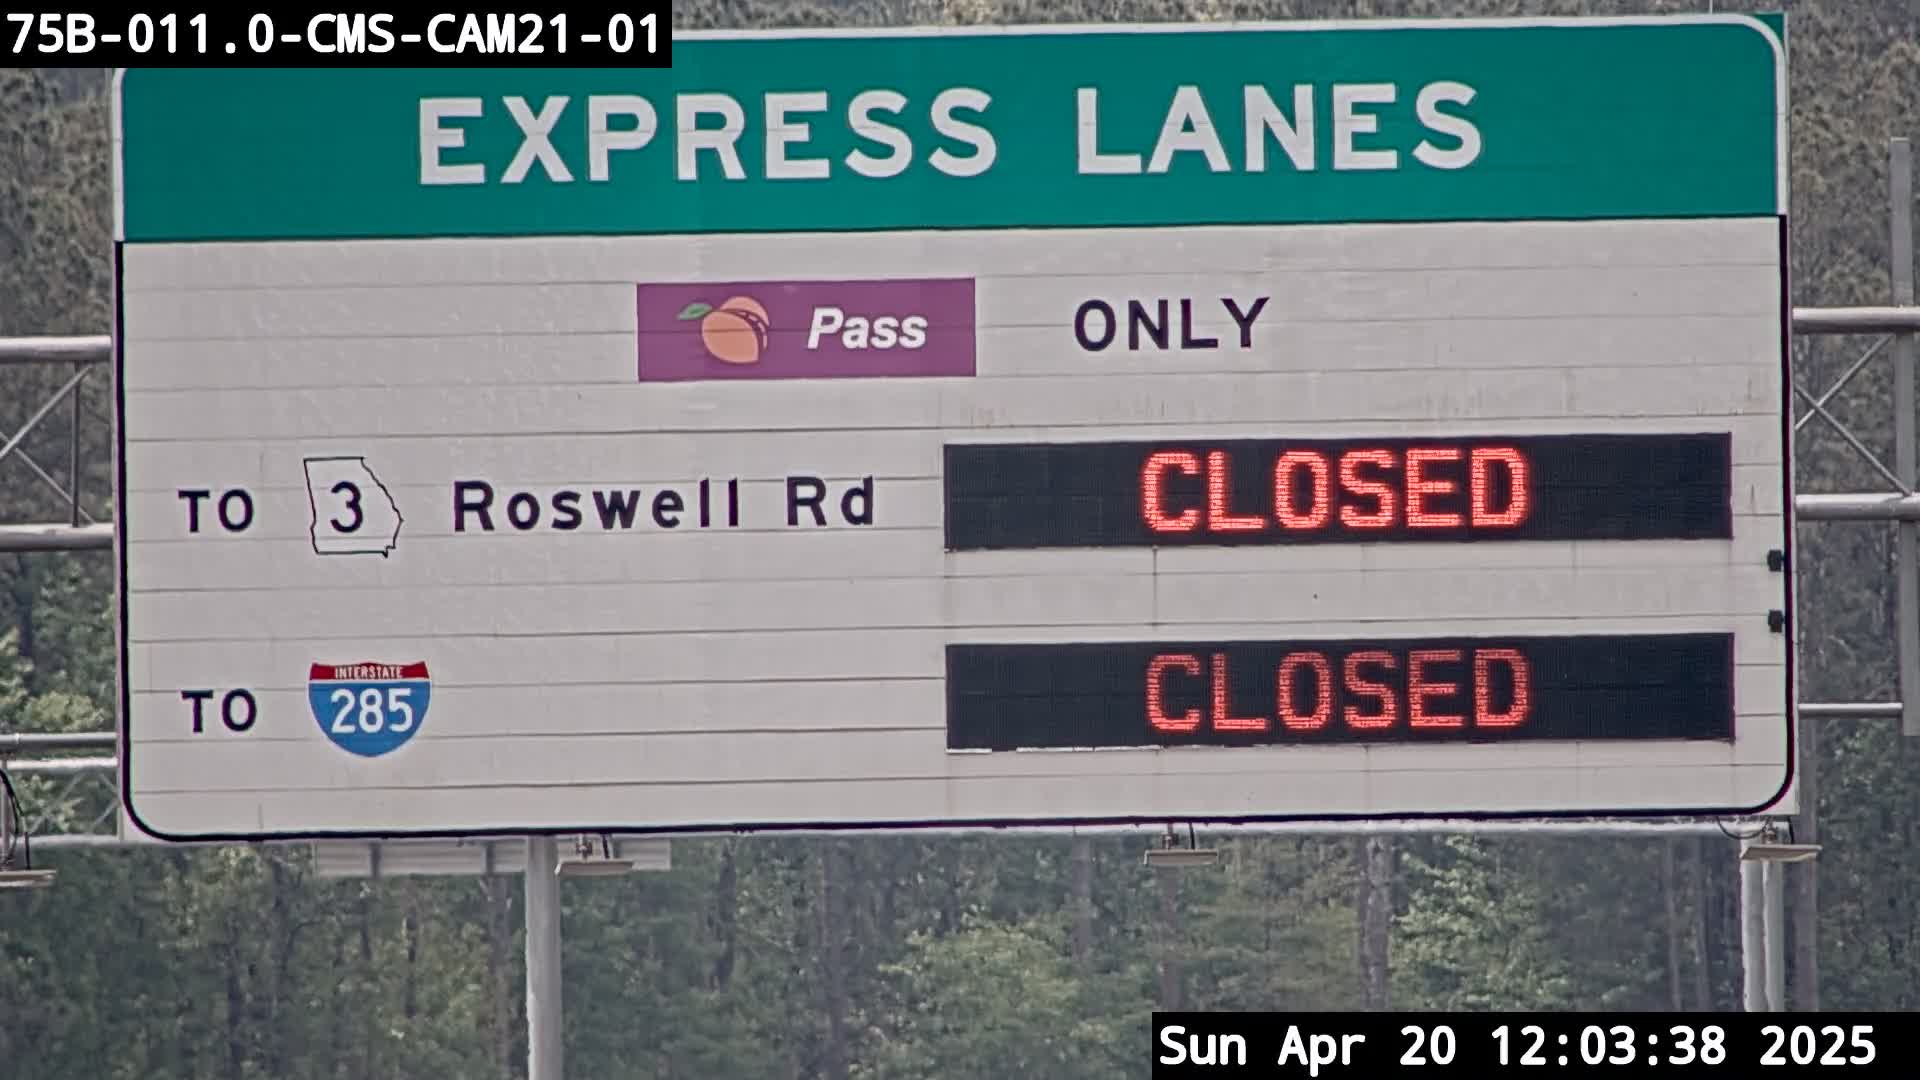 75B-011.0-CMS-CAM21-01
EXPRESS LANES
Pass ONLY
TO 3 Roswell Rd CLOSED
INTERSTATE
TO 285 CLOSED
Sun Apr 20 12:03:38 2025